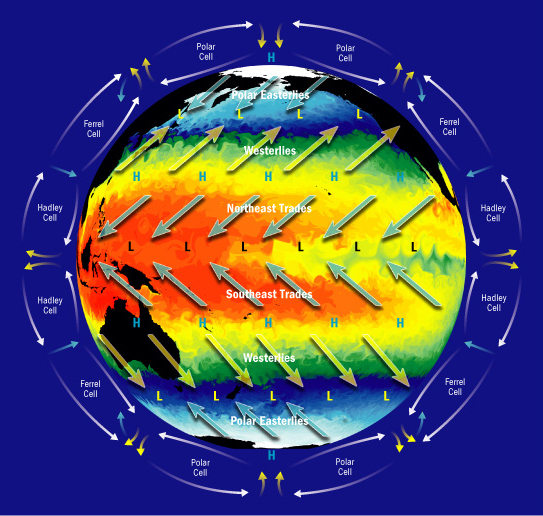 H
Polar
Cell
Polar
Cell
Polar Easterlies
L L L L
Ferrel
Cell
Ferrel
Cell
Westerlies
H H H H H
Hadley
Cell
Northeast Trades
Hadley
Cell
L L L L L L
Hadley
Cell
Southeast Trades
Hadley
Cell
H H H H H
Westerlies
Ferrel
Cell
Ferrel
Cell
L L L L L
Polar Easterlies
H
Polar
Cell
Polar
Cell